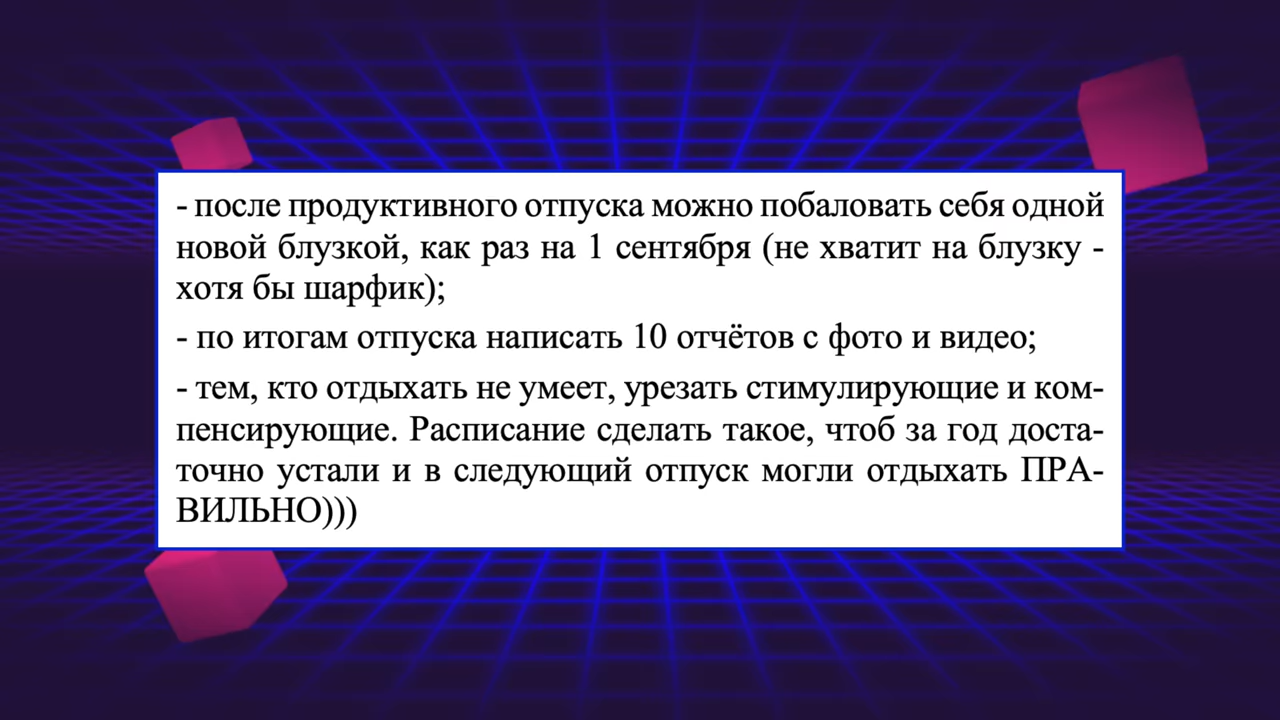 - после продуктивного отпуска можно побаловать себя одной
новой блузкой, как раз на 1 сентября (не хватит на блузку -
хотя бы шарфик);
- по итогам отпуска написать 10 отчётов с фото и видео;
- тем, кто отдыхать не умеет, урезать стимулирующие и ком-
пенсирующие. Расписание сделать такое, чтоб за год доста-
точно устали и в следующий отпуск могли отдыхать ПРА-
ВИЛЬНО)))